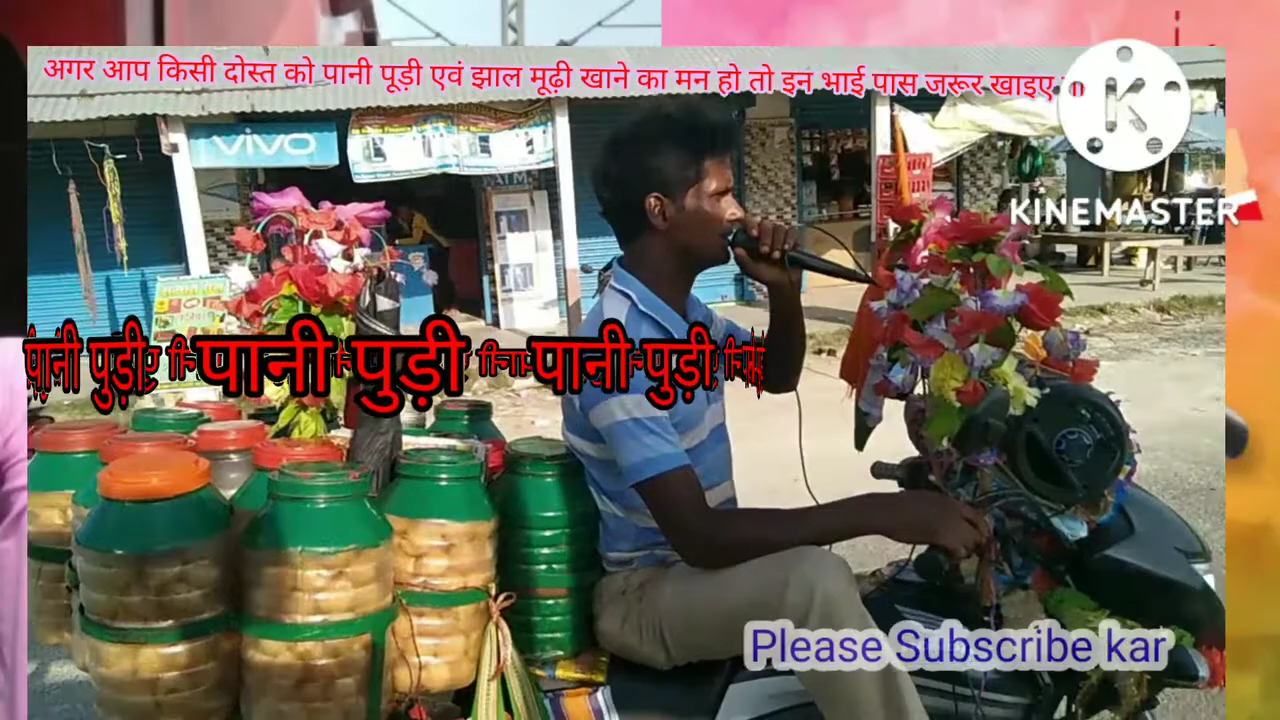 अगर आप किसी दोस्त को पानी पूड़ी एवं झाल मूढ़ी खाने का मन हो तो इन भाई पास जरूर खाइए
KINEMASTER
vivo
पानी पुड़ी पानी पुड़ी पानी पुड़ी
Please Subscribe kar